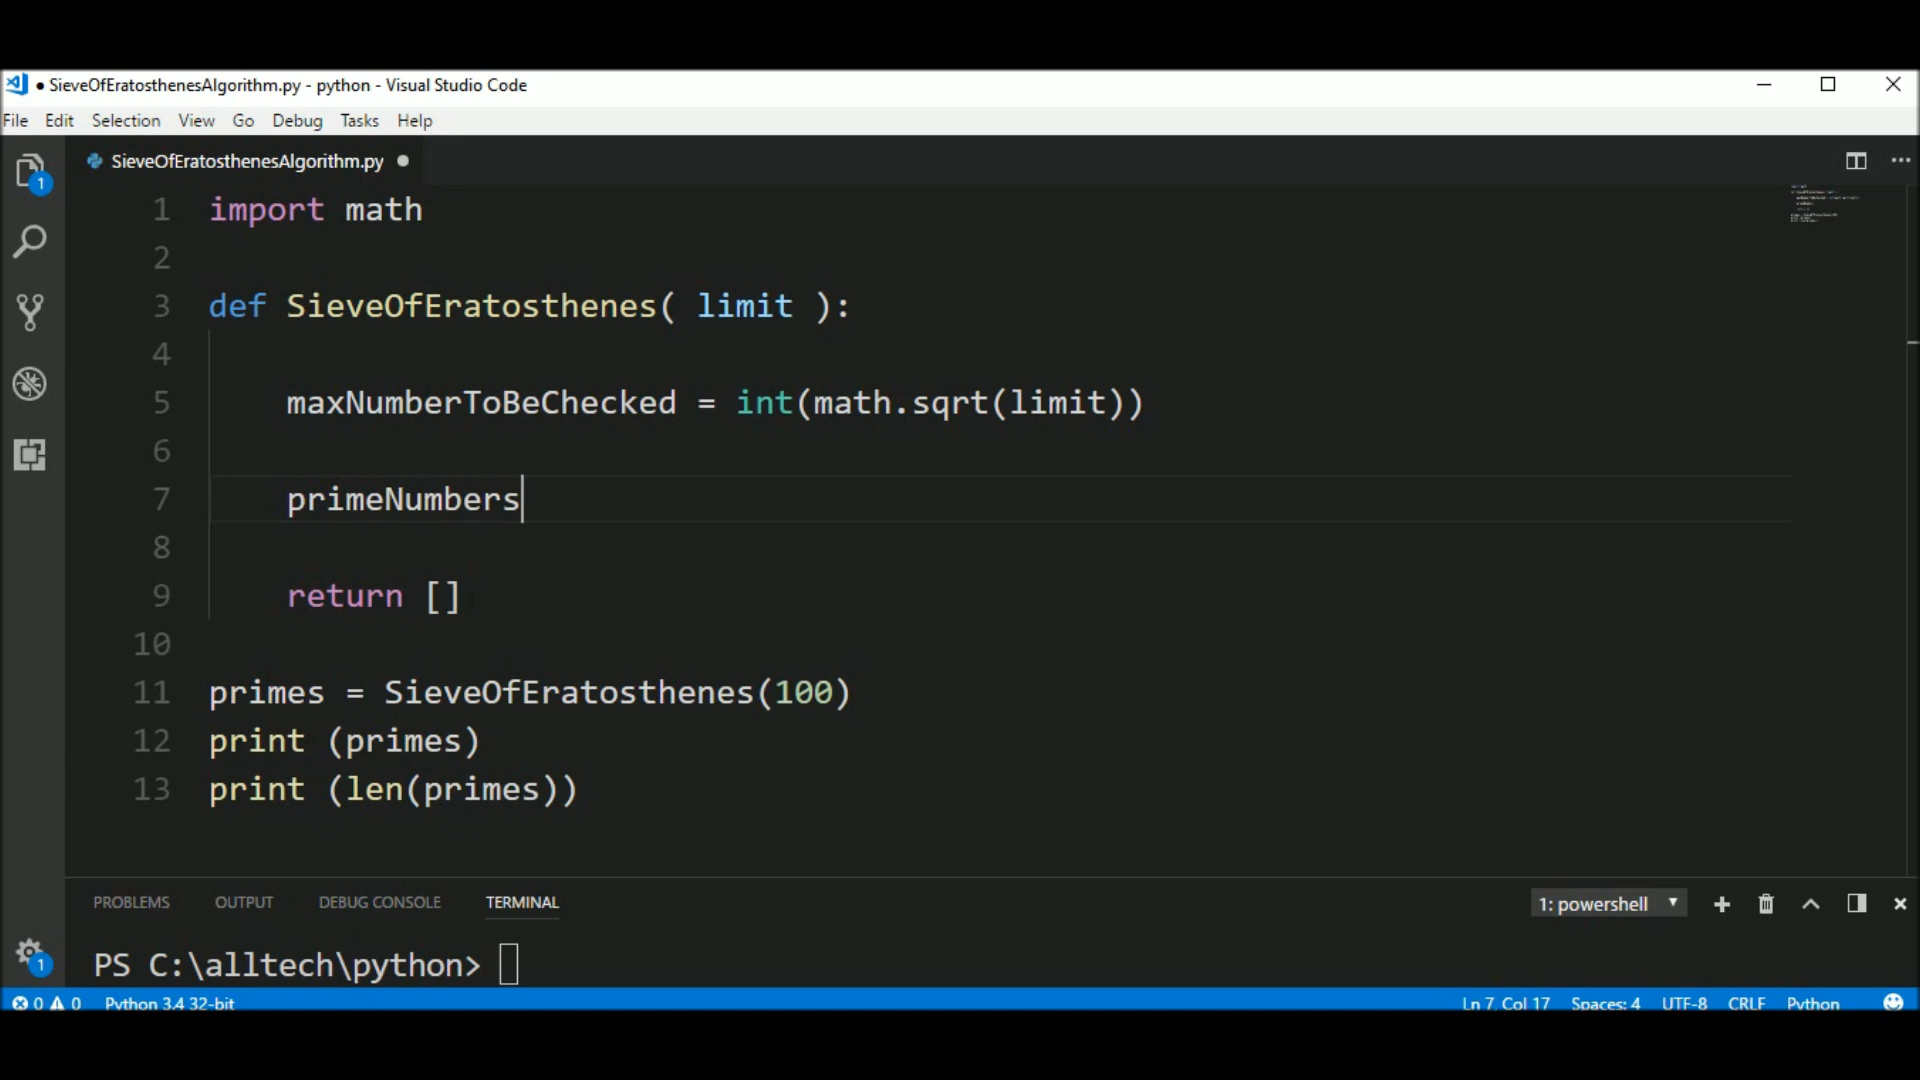 ● SieveOfEratosthenesAlgorithm.py - python - Visual Studio Code
File Edit Selection View Go Debug Tasks Help
1
SieveOfEratosthenesAlgorithm.py ●
1 import math
2
3 def SieveOfEratosthenes( limit ):
4
5 maxNumberToBeChecked = int(math.sqrt(limit))
6
7 primeNumbers
8
9 return []
10
11 primes = SieveOfEratosthenes(100)
12 print (primes)
13 print (len(primes))
PROBLEMS OUTPUT DEBUG CONSOLE TERMINAL 1: powershell
PS C:\alltech\python>
1
0 0 Python 3.4 32-bit Ln 7, Col 17 Spaces: 4 UTF-8 CRLF Python